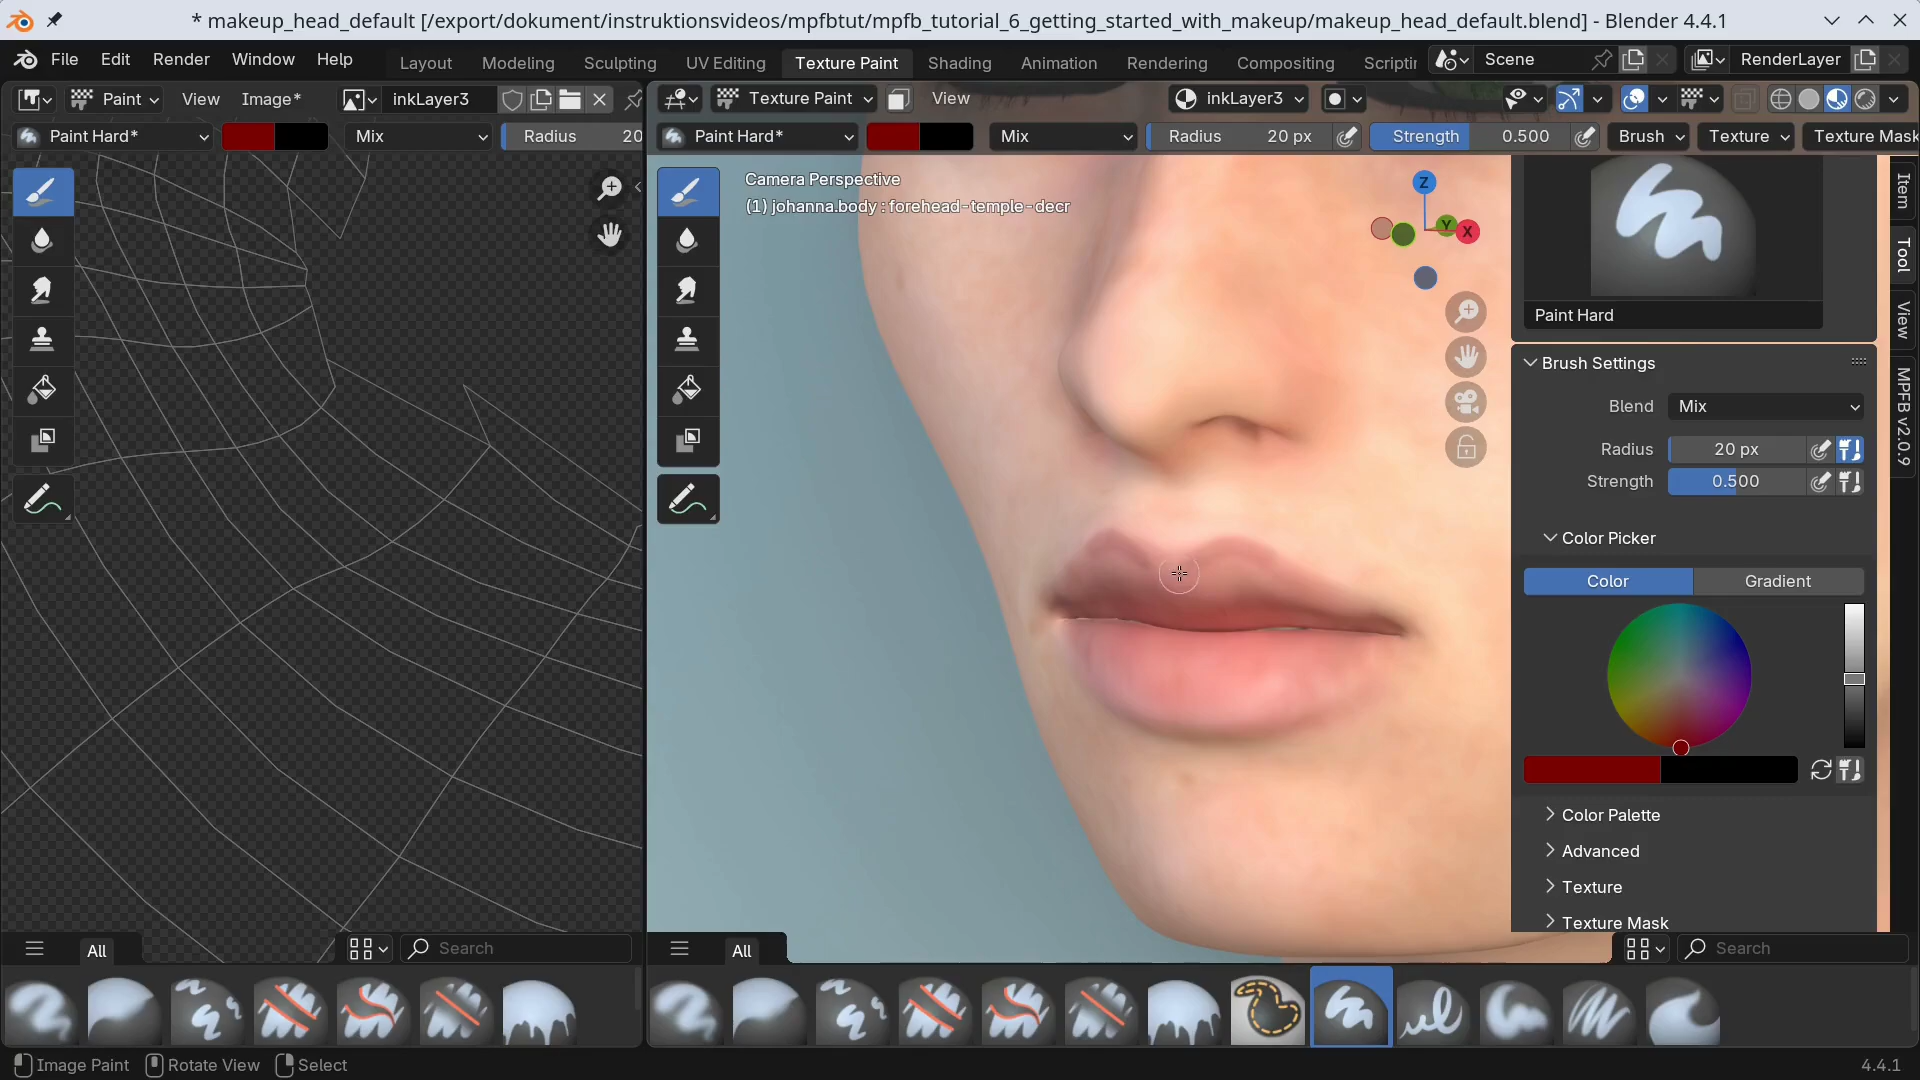 * makeup_head_default [/export/dokument/instruktionsvideos/mpfbtut/mpfb_tutorial_6_getting_started_with_makeup/makeup_head_default.blend] - Blender 4.4.1
File Edit Render Window Help Layout Modeling Sculpting UV Editing Texture Paint Shading Animation Rendering Compositing Scriptin Scene RenderLayer
Paint View Image* inkLayer3 Texture Paint View inkLayer3
Paint Hard* Mix Radius 20 Paint Hard* Mix Radius 20 px Strength 0.500 Brush Texture Texture Mask
Camera Perspective
(1) johanna.body : forehead-temple-decr
Z
Y
X
Item
Tool
View
MPFB v2.0.9
Paint Hard
Brush Settings
Blend Mix
Radius 20 px
Strength 0.500
Color Picker
Color Gradient
Color Palette
Advanced
Texture
Texture Mask
All Search All Search
Image Paint Rotate View Select 4.4.1